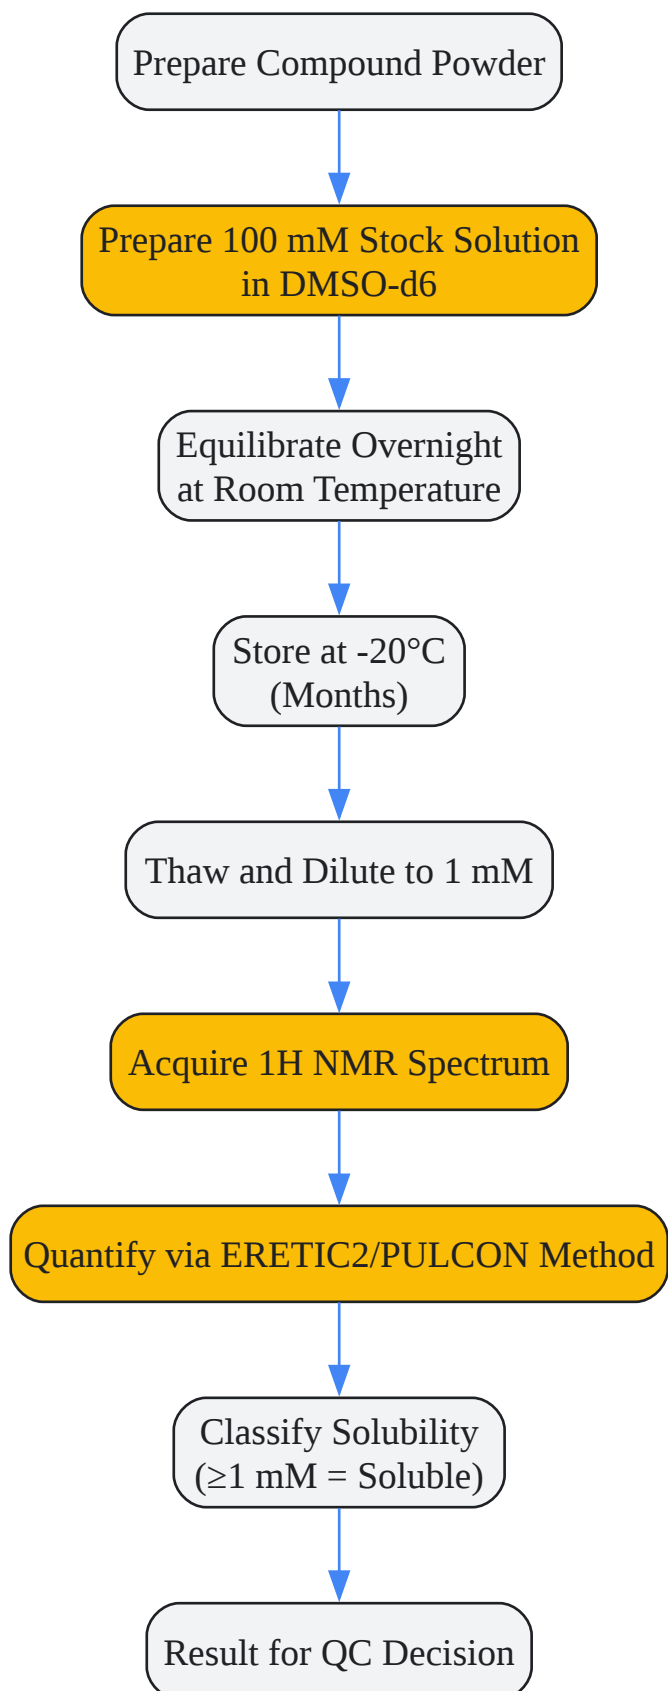 Prepare Compound Powder
Prepare 100 mM Stock Solution
in DMSO-d6
Equilibrate Overnight
at Room Temperature
Store at -20°C
(Months)
Thaw and Dilute to 1 mM
Acquire 1H NMR Spectrum
Quantify via ERETIC2/PULCON Method
Classify Solubility
(≥1 mM = Soluble)
Result for QC Decision